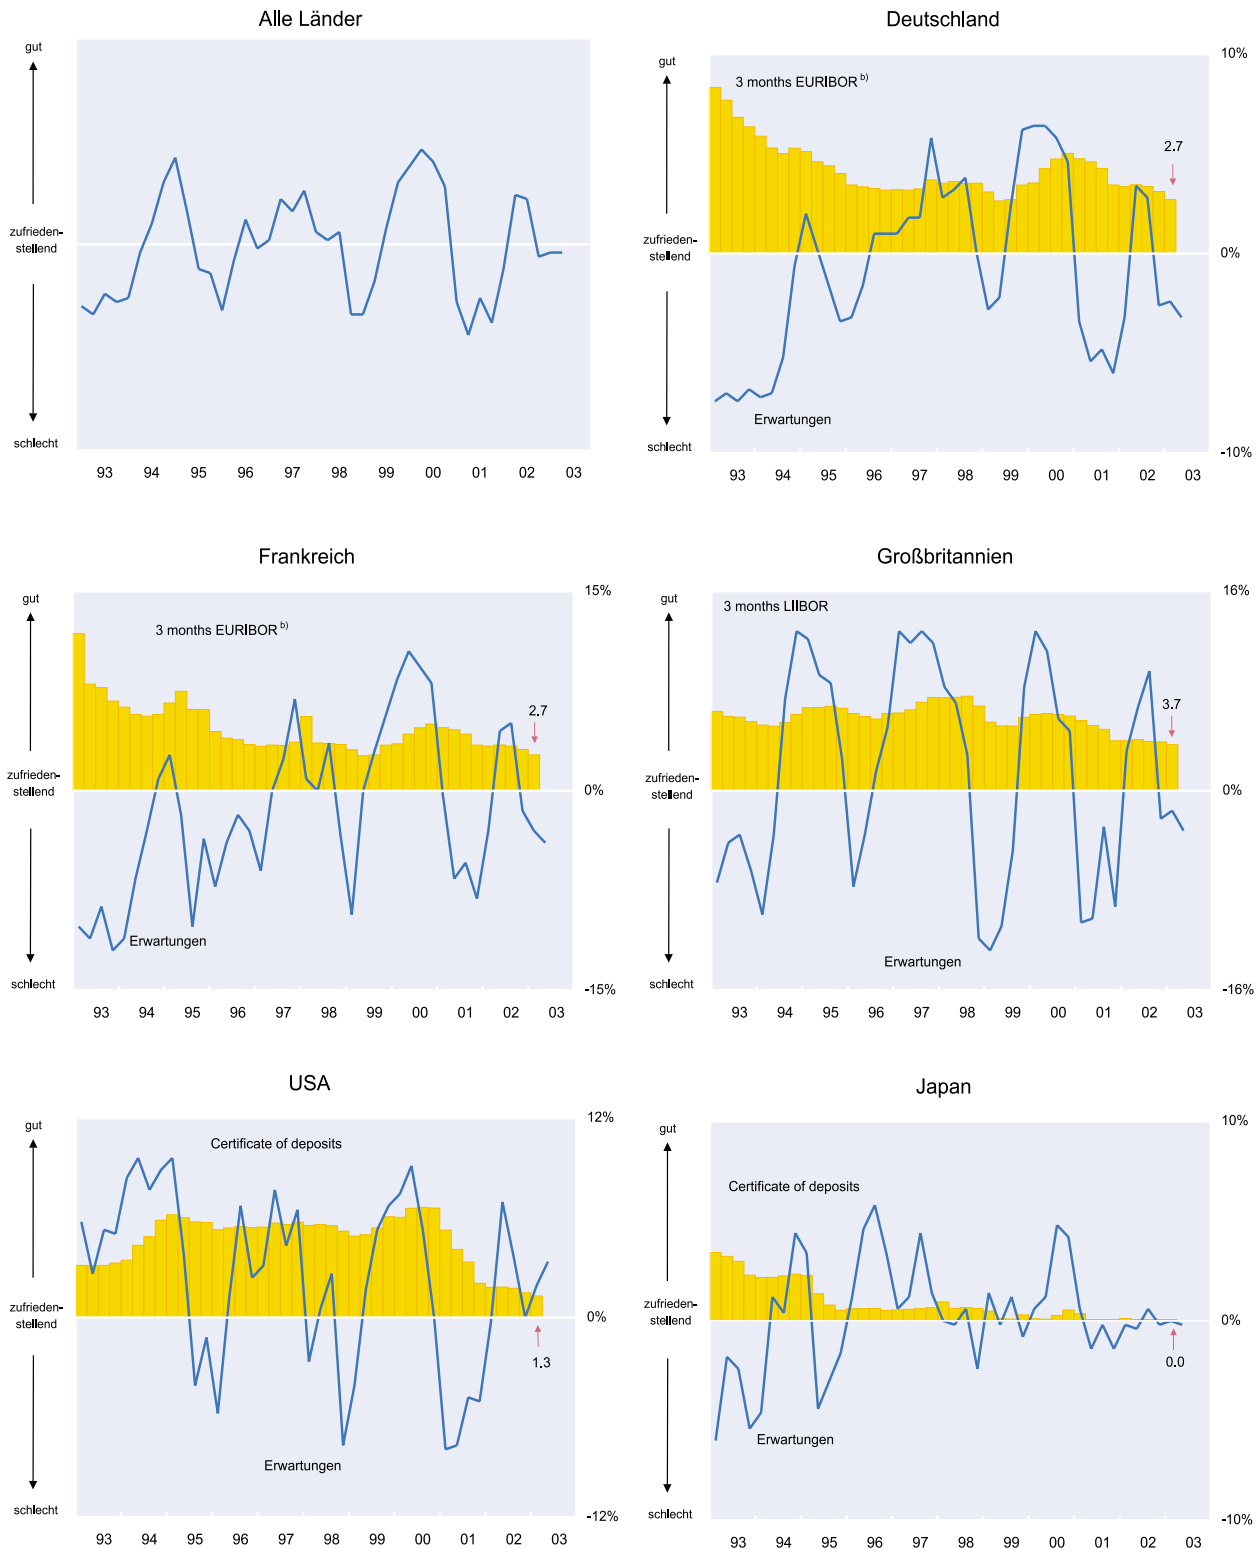 Alle Länder
gut
zufrieden-
stellend
schlecht
93 94 95 96 97 98 99 00 01 02 03
Deutschland
gut
zufrieden-
stellend
schlecht
3 months EURIBOR b)
2.7
Erwartungen
10%
0%
-10%
93 94 95 96 97 98 99 00 01 02 03
Frankreich
gut
zufrieden-
stellend
schlecht
3 months EURIBOR b)
2.7
Erwartungen
15%
0%
-15%
93 94 95 96 97 98 99 00 01 02 03
Großbritannien
gut
zufrieden-
stellend
schlecht
3 months LIIBOR
3.7
Erwartungen
16%
0%
-16%
93 94 95 96 97 98 99 00 01 02 03
USA
gut
zufrieden-
stellend
schlecht
Certificate of deposits
1.3
Erwartungen
12%
0%
-12%
93 94 95 96 97 98 99 00 01 02 03
Japan
gut
zufrieden-
stellend
schlecht
Certificate of deposits
0.0
Erwartungen
10%
0%
-10%
93 94 95 96 97 98 99 00 01 02 03